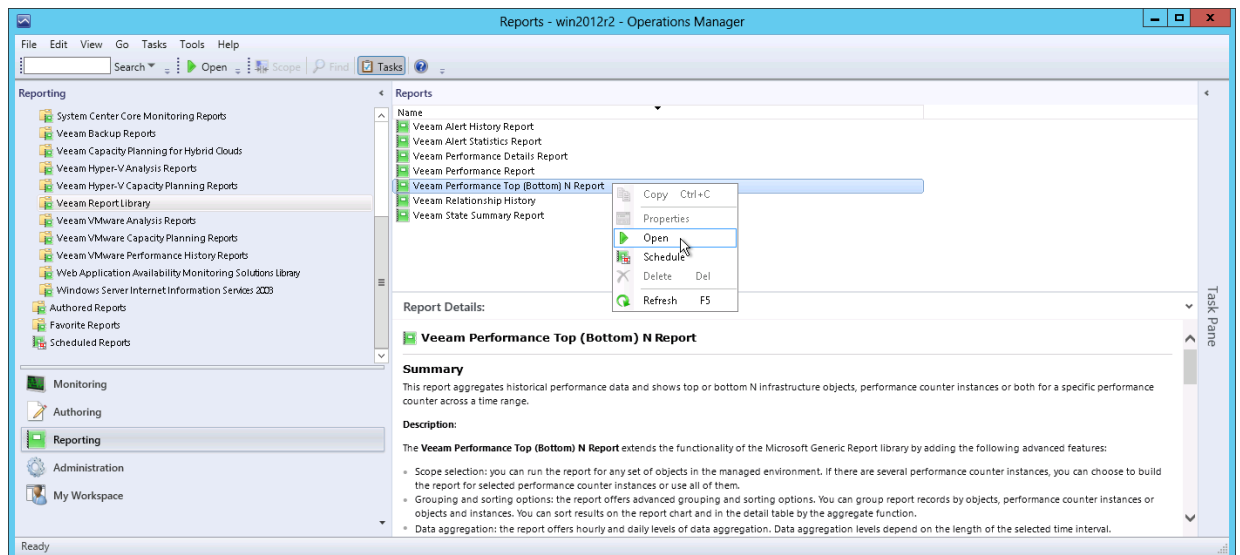 Reports - win2012r2 - Operations Manager
File Edit View Go Tasks Tools Help
Search Open Scope Find Tasks
Reporting
System Center Core Monitoring Reports
Veeam Backup Reports
Veeam Capacity Planning for Hybrid Clouds
Veeam Hyper-V Analysis Reports
Veeam Hyper-V Capacity Planning Reports
Veeam Report Library
Veeam VMware Analysis Reports
Veeam VMware Capacity Planning Reports
Veeam VMware Performance History Reports
Web Application Availability Monitoring Solutions Library
Windows Server Internet Information Services 2003
Authored Reports
Favorite Reports
Scheduled Reports
Monitoring
Authoring
Reporting
Administration
My Workspace
Reports
Name
Veeam Alert History Report
Veeam Alert Statistics Report
Veeam Performance Details Report
Veeam Performance Report
Veeam Performance Top (Bottom) N Report
Veeam Relationship History
Veeam State Summary Report
Copy Ctrl+C
Properties
Open
Schedule
Delete Del
Refresh F5
Report Details:
Veeam Performance Top (Bottom) N Report
Summary
This report aggregates historical performance data and shows top or bottom N infrastructure objects, performance counter instances or both for a specific performance
counter across a time range.
Description:
The Veeam Performance Top (Bottom) N Report extends the functionality of the Microsoft Generic Report library by adding the following advanced features:
Scope selection: you can run the report for any set of objects in the managed environment. If there are several performance counter instances, you can choose to build
the report for selected performance counter instances or use all of them.
Grouping and sorting options: the report offers advanced grouping and sorting options. You can group report records by objects, performance counter instances or
objects and instances. You can sort results on the report chart and in the detail table by the aggregate function.
Data aggregation: the report offers hourly and daily levels of data aggregation. Data aggregation levels depend on the length of the selected time interval.
Task Pane
Ready